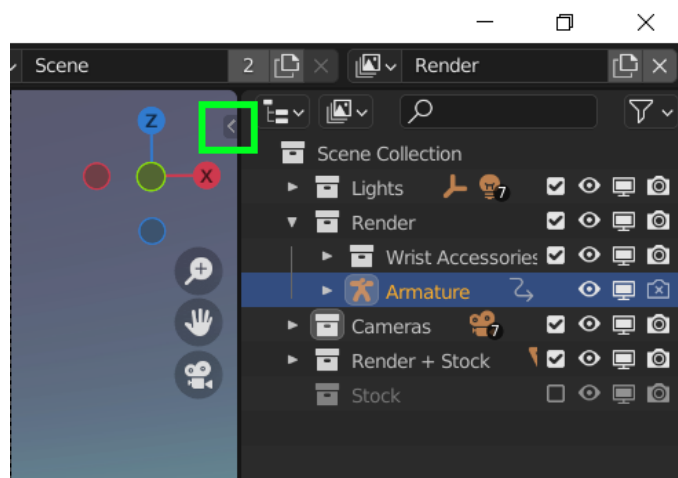 Scene 2 Render
Z
X
Scene Collection
Lights 7
Render
Wrist Accessories
Armature
Cameras 7
Render + Stock
Stock